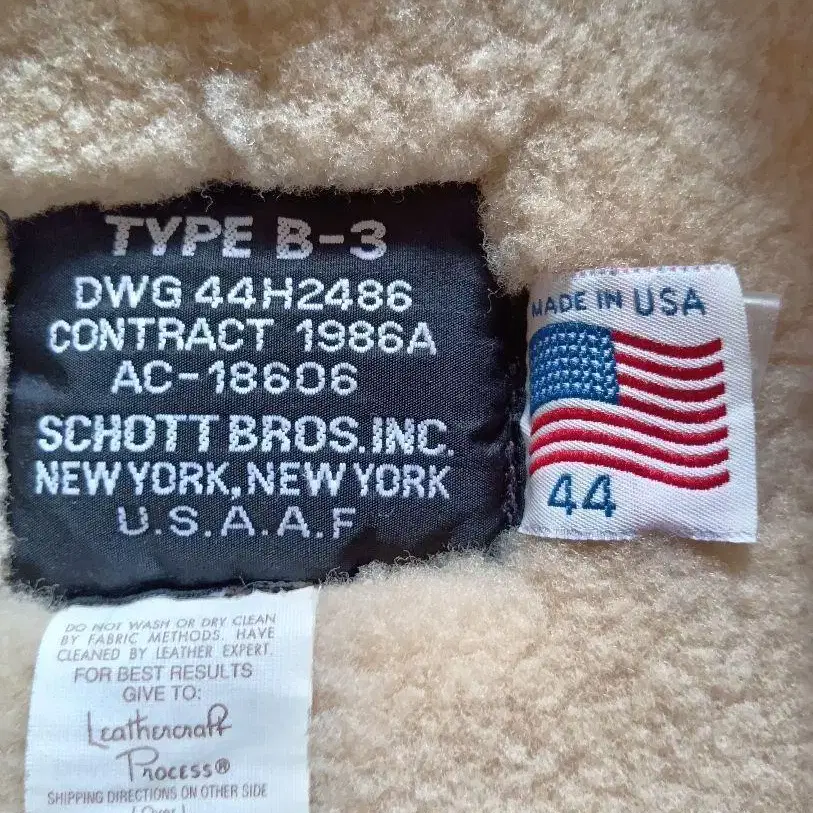 TYPE B-3
DWG 44H2486
CONTRACT 1986A
AC-18606
SCHOTT BROS.INC.
NEW YORK, NEW YORK
U.S.A.A.F
MADE IN USA
44
DO NOT WASH OR DRY CLEAN
BY FABRIC METHODS. HAVE
CLEANED BY LEATHER EXPERT.
FOR BEST RESULTS
GIVE TO:
Leathercraft
Process®
SHIPPING DIRECTIONS ON OTHER SIDE
(Over)